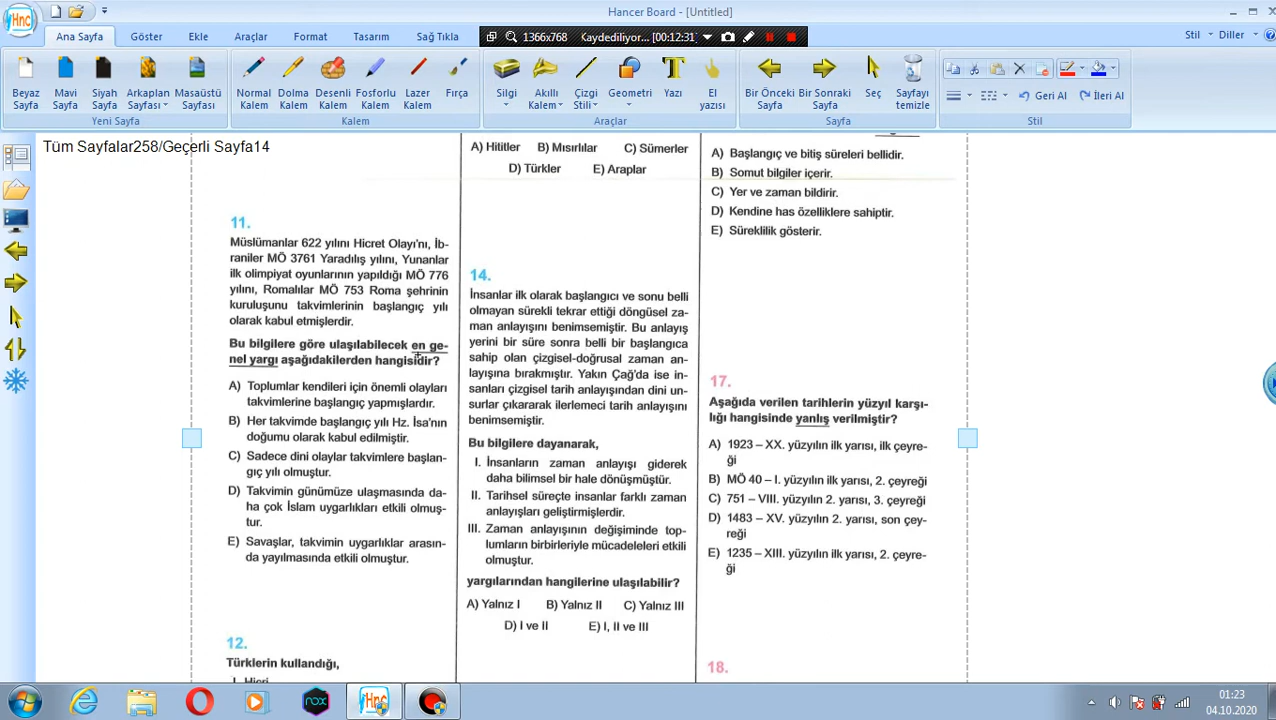 Hancer Board - [Untitled]
Ana Sayfa Göster Ekle Araçlar Format Tasarım Sağ Tıkla
1366x768 Kaydediliyor... [00:12:31]
Stil Diller
Beyaz Sayfa
Mavi Sayfa
Siyah Sayfa
Arkaplan Sayfası
Masaüstü Sayfası
Yeni Sayfa
Normal Kalem
Dolma Kalem
Desenli Kalem
Fosforlu Kalem
Lazer Kalem
Fırça
Kalem
Silgi
Akıllı Kalem
Çizgi Stili
Geometri
Yazı
El yazısı
Araçlar
Bir Önceki Sayfa
Bir Sonraki Sayfa
Seç
Sayfayı temizle
Sayfa
Geri Al
İleri Al
Stil
Tüm Sayfalar258/Geçerli Sayfa14
11.
Müslümanlar 622 yılını Hicret Olayı'nı, İb-
raniler MÖ 3761 Yaradılış yılını, Yunanlar
ilk olimpiyat oyunlarının yapıldığı MÖ 776
yılını, Romalılar MÖ 753 Roma şehrinin
kuruluşunu takvimlerinin başlangıç yılı
olarak kabul etmişlerdir.
Bu bilgilere göre ulaşılabilecek en ge-
nel yargı aşağıdakilerden hangisidir?
A) Toplumlar kendileri için önemli olayları
takvimlerine başlangıç yapmışlardır.
B) Her takvimde başlangıç yılı Hz. İsa'nın
doğumu olarak kabul edilmiştir.
C) Sadece dini olaylar takvimlere başlan-
gıç yılı olmuştur.
D) Takvimin günümüze ulaşmasında da-
ha çok İslam uygarlıkları etkili olmuş-
tur.
E) Savaşlar, takvimin uygarlıklar arasın-
da yayılmasında etkili olmuştur.
12.
Türklerin kullandığı,
I. Hicri
A) Hititler B) Mısırlılar C) Sümerler
D) Türkler E) Araplar
14.
İnsanlar ilk olarak başlangıcı ve sonu belli
olmayan sürekli tekrar ettiği döngüsel za-
man anlayışını benimsemiştir. Bu anlayış
yerini bir süre sonra belli bir başlangıca
sahip olan çizgisel-doğrusal zaman an-
layışına bırakmıştır. Yakın Çağ'da ise in-
sanları çizgisel tarih anlayışından dini un-
surlar çıkararak ilerlemeci tarih anlayışını
benimsemiştir.
Bu bilgilere dayanarak,
I. İnsanların zaman anlayışı giderek
daha bilimsel bir hale dönüşmüştür.
II. Tarihsel süreçte insanlar farklı zaman
anlayışları geliştirmişlerdir.
III. Zaman anlayışının değişiminde top-
lumların birbirleriyle mücadeleleri etkili
olmuştur.
yargılarından hangilerine ulaşılabilir?
A) Yalnız I B) Yalnız II C) Yalnız III
D) I ve II E) I, II ve III
A) Başlangıç ve bitiş süreleri bellidir.
B) Somut bilgiler içerir.
C) Yer ve zaman bildirir.
D) Kendine has özelliklere sahiptir.
E) Süreklilik gösterir.
17.
Aşağıda verilen tarihlerin yüzyıl karşı-
lığı hangisinde yanlış verilmiştir?
A) 1923 – XX. yüzyılın ilk yarısı, ilk çeyre-
ği
B) MÖ 40 – I. yüzyılın ilk yarısı, 2. çeyreği
C) 751 – VIII. yüzyılın 2. yarısı, 3. çeyreği
D) 1483 – XV. yüzyılın 2. yarısı, son çey-
reği
E) 1235 – XIII. yüzyılın ilk yarısı, 2. çeyre-
ği
18.
nox
Hnc
01:23
04.10.2020